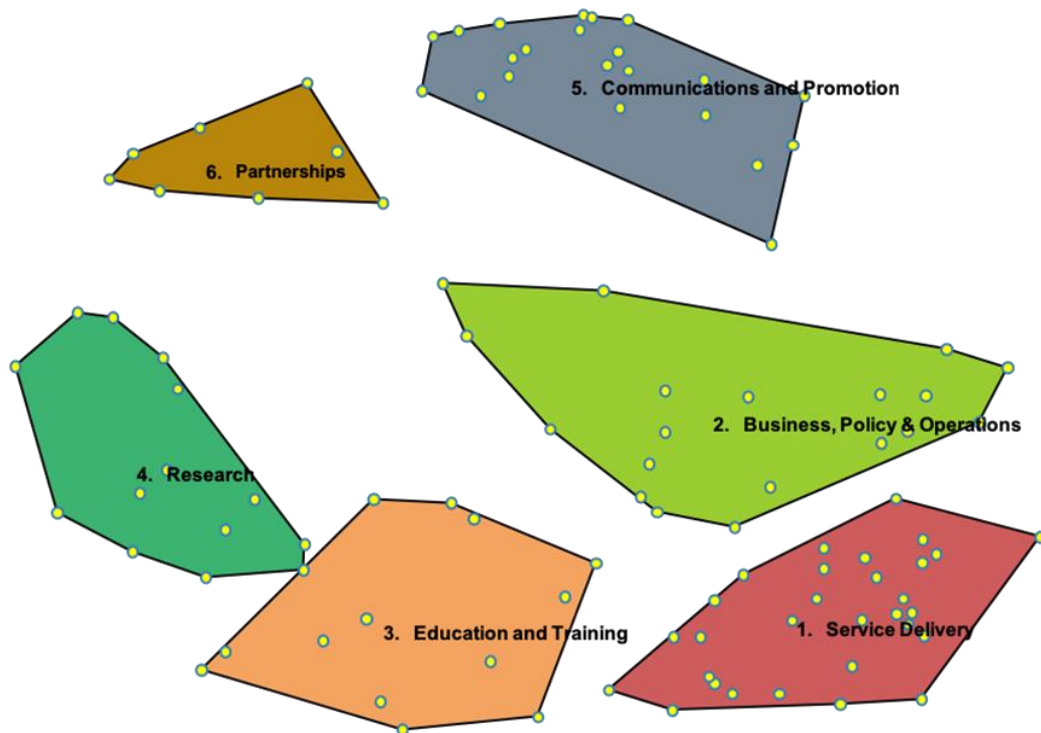 5. Communications and Promotion
6. Partnerships
2. Business, Policy & Operations
4. Research
3. Education and Training
1. Service Delivery